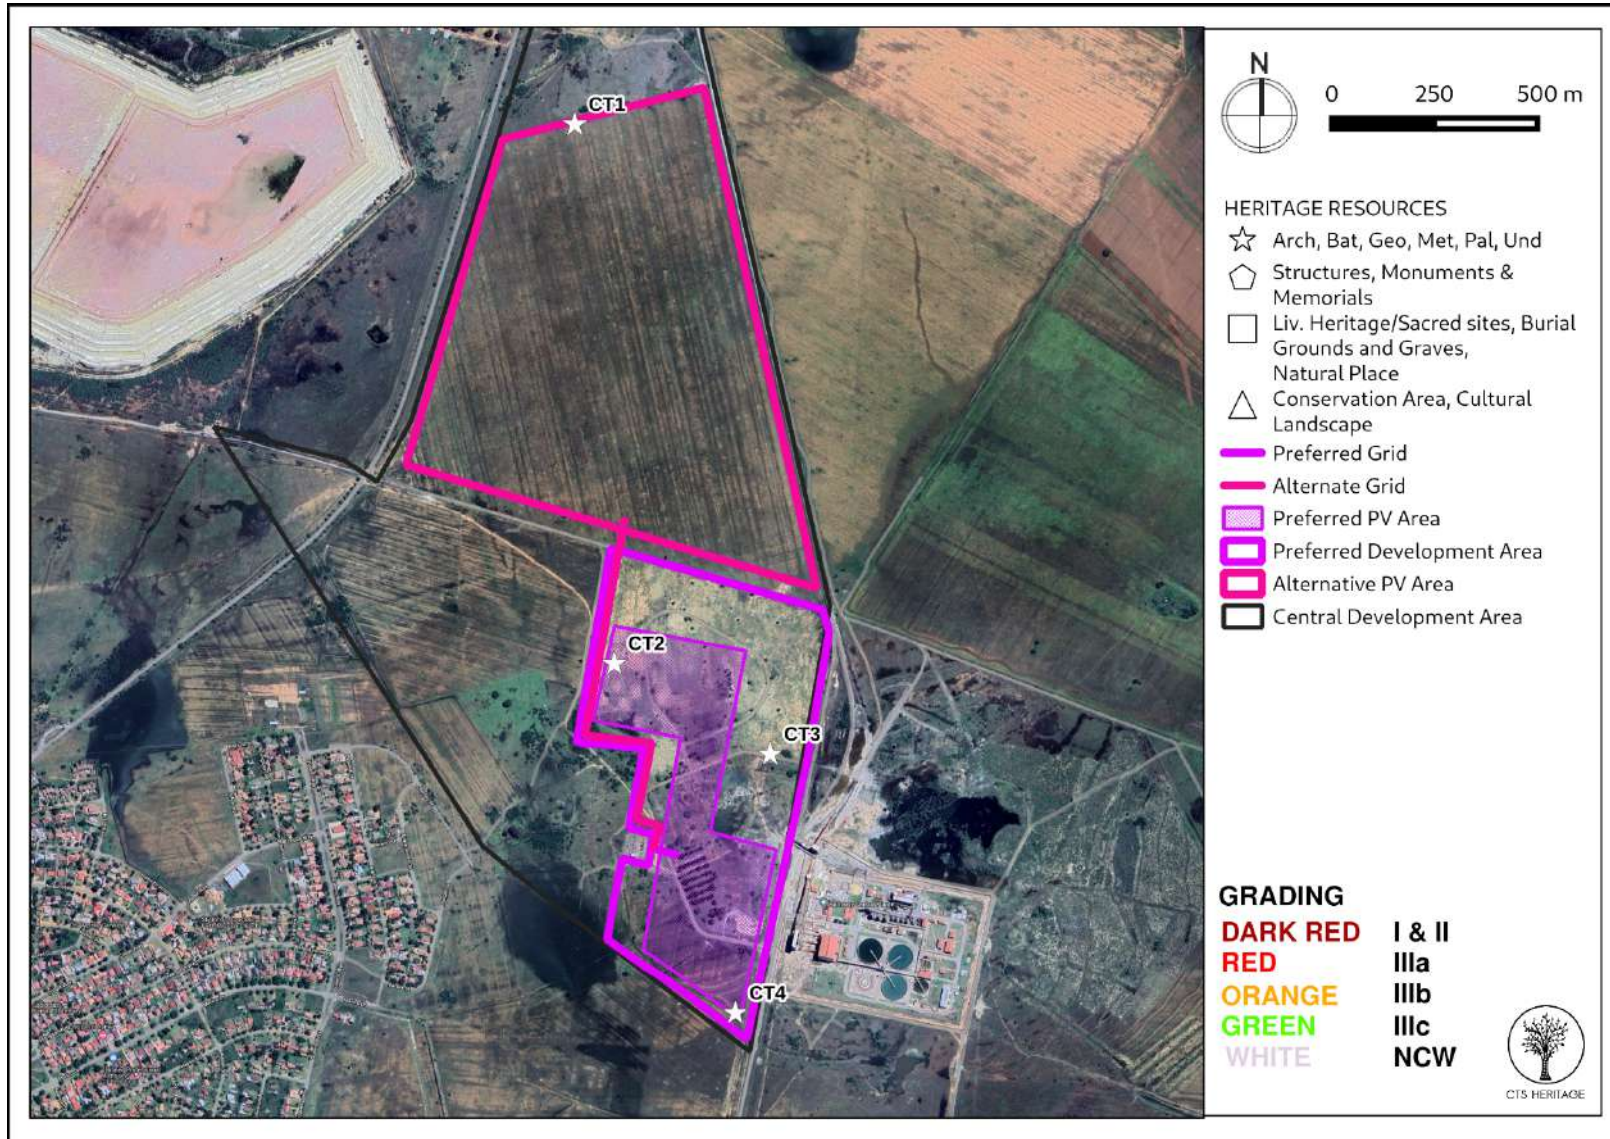 CT1
CT2
CT3
CT4
N
0 250 500 m
HERITAGE RESOURCES
Arch, Bat, Geo, Met, Pal, Und
Structures, Monuments &
Memorials
Liv. Heritage/Sacred sites, Burial
Grounds and Graves,
Natural Place
Conservation Area, Cultural
Landscape
Preferred Grid
Alternate Grid
Preferred PV Area
Preferred Development Area
Alternative PV Area
Central Development Area
GRADING
DARK RED I & II
RED IIIa
ORANGE IIIb
GREEN IIIc
WHITE NCW
CTS HERITAGE